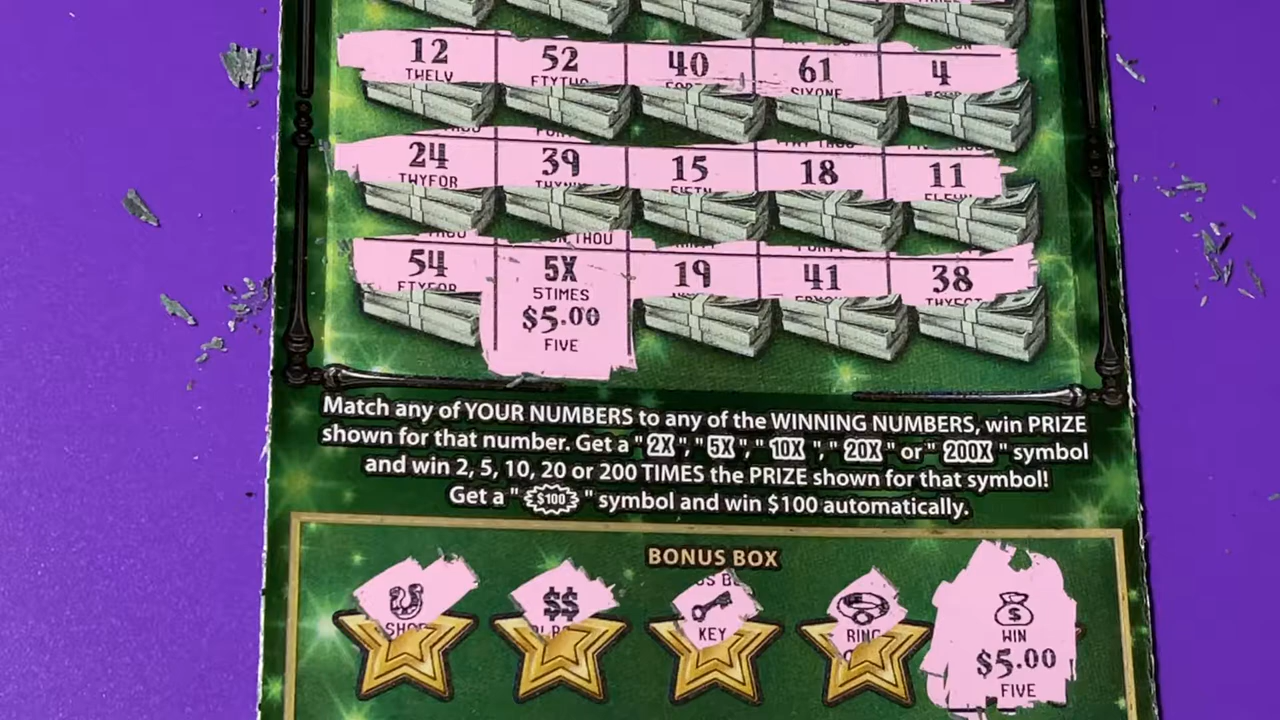 12 52 40 61 4
TWELV
24 39 15 18 11
TWYFOR
THOU
54 5X 19 41 38
5TIMES
$5.00
FIVE
Match any of YOUR NUMBERS to any of the WINNING NUMBERS, win PRIZE
shown for that number. Get a "2X", "5X", "10X", "20X" or "200X" symbol
and win 2, 5, 10, 20 or 200 TIMES the PRIZE shown for that symbol!
Get a "$100" symbol and win $100 automatically.
BONUS BOX
$$
KEY RING WIN
$5.00
FIVE